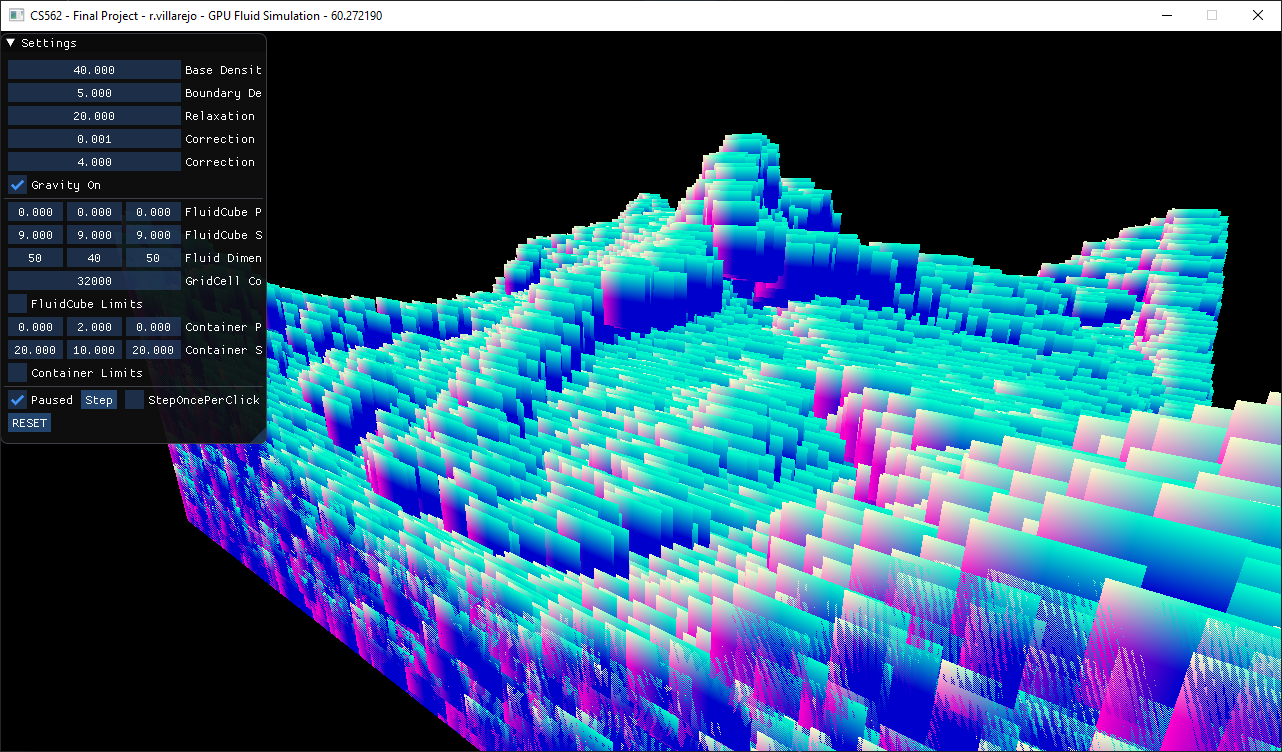 CS562 - Final Project - r.villarejo - GPU Fluid Simulation - 60.272190
Settings
40.000 Base Densit
5.000 Boundary De
20.000 Relaxation
0.001 Correction
4.000 Correction
Gravity On
0.000 0.000 0.000 FluidCube P
9.000 9.000 9.000 FluidCube S
50 40 50 Fluid Dimen
32000 GridCell Co
FluidCube Limits
0.000 2.000 0.000 Container P
20.000 10.000 20.000 Container S
Container Limits
Paused Step StepOncePerClick
RESET